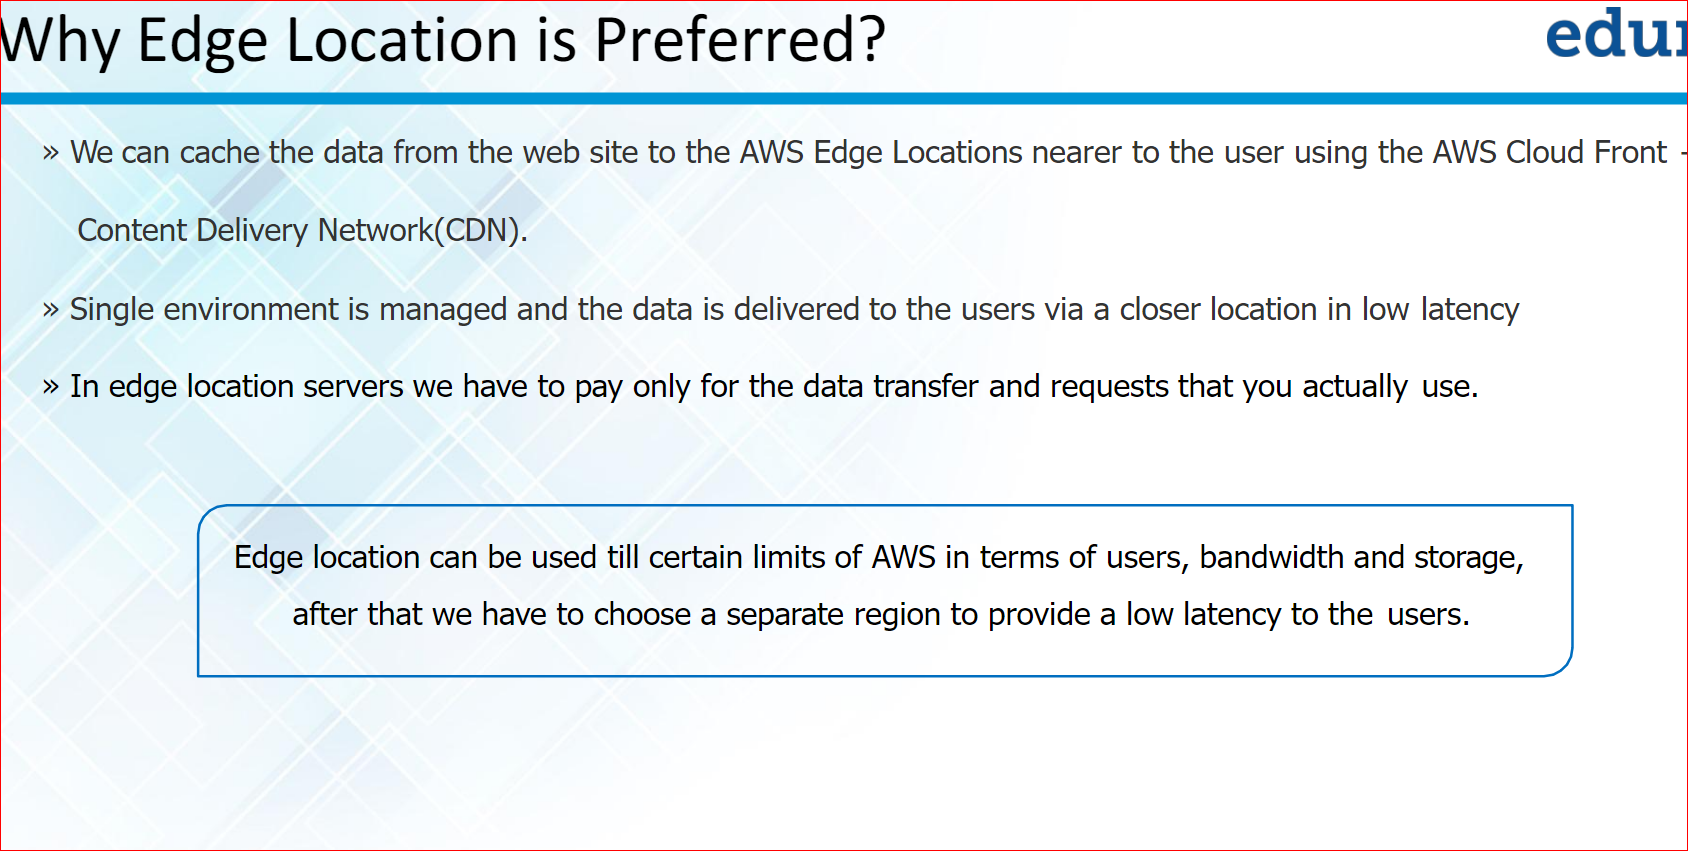 Why Edge Location is Preferred?
» We can cache the data from the web site to the AWS Edge Locations nearer to the user using the AWS Cloud Front -
Content Delivery Network(CDN).
» Single environment is managed and the data is delivered to the users via a closer location in low latency
» In edge location servers we have to pay only for the data transfer and requests that you actually use.
Edge location can be used till certain limits of AWS in terms of users, bandwidth and storage,
after that we have to choose a separate region to provide a low latency to the users.